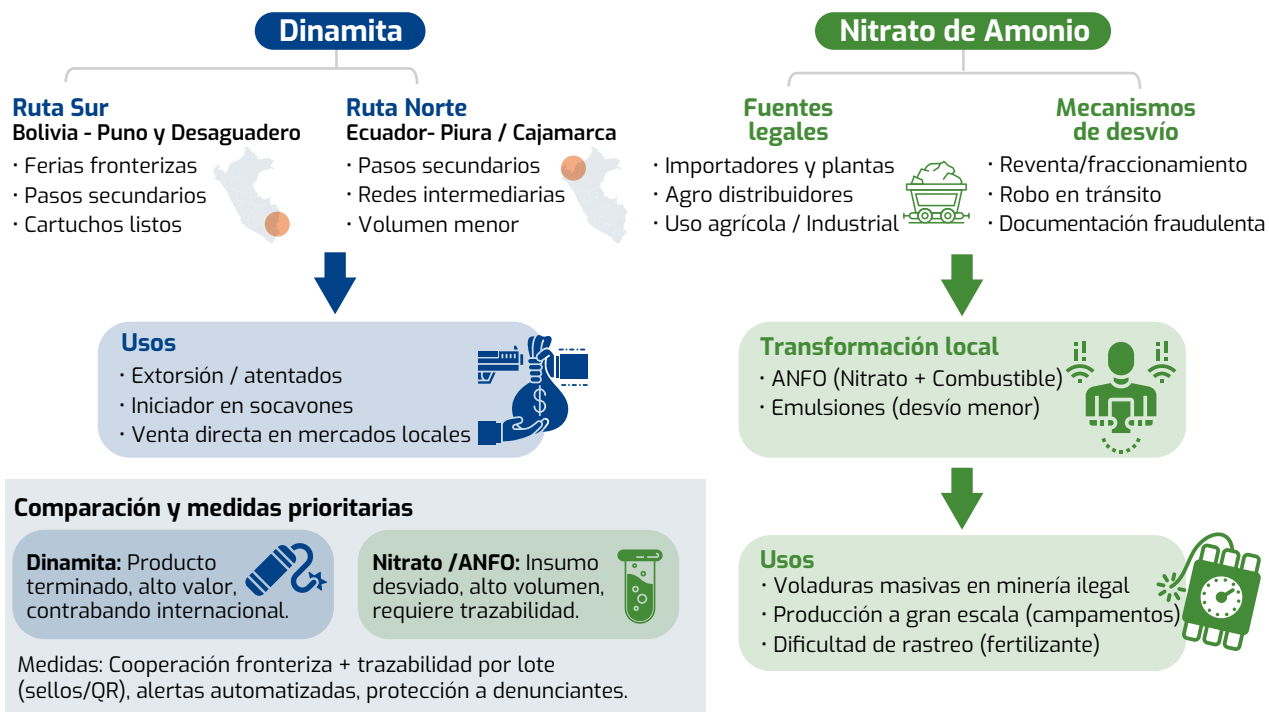 Dinamita
Ruta Sur
Bolivia - Puno y Desaguadero
· Ferias fronterizas
· Pasos secundarios
· Cartuchos listos
Ruta Norte
Ecuador- Piura / Cajamarca
· Pasos secundarios
· Redes intermediarias
· Volumen menor
Usos
· Extorsión / atentados
· Iniciador en socavones
· Venta directa en mercados locales
$
Nitrato de Amonio
Fuentes
legales
· Importadores y plantas
· Agro distribuidores
· Uso agrícola / Industrial
Mecanismos
de desvío
· Reventa/fraccionamiento
· Robo en tránsito
· Documentación fraudulenta
Transformación local
· ANFO (Nitrato + Combustible)
· Emulsiones (desvío menor)
Usos
· Voladuras masivas en minería ilegal
· Producción a gran escala (campamentos)
· Dificultad de rastreo (fertilizante)
Comparación y medidas prioritarias
Dinamita: Producto
terminado, alto valor,
contrabando internacional.
Nitrato /ANFO: Insumo
desviado, alto volumen,
requiere trazabilidad.
Medidas: Cooperación fronteriza + trazabilidad por lote
(sellos/QR), alertas automatizadas, protección a denunciantes.